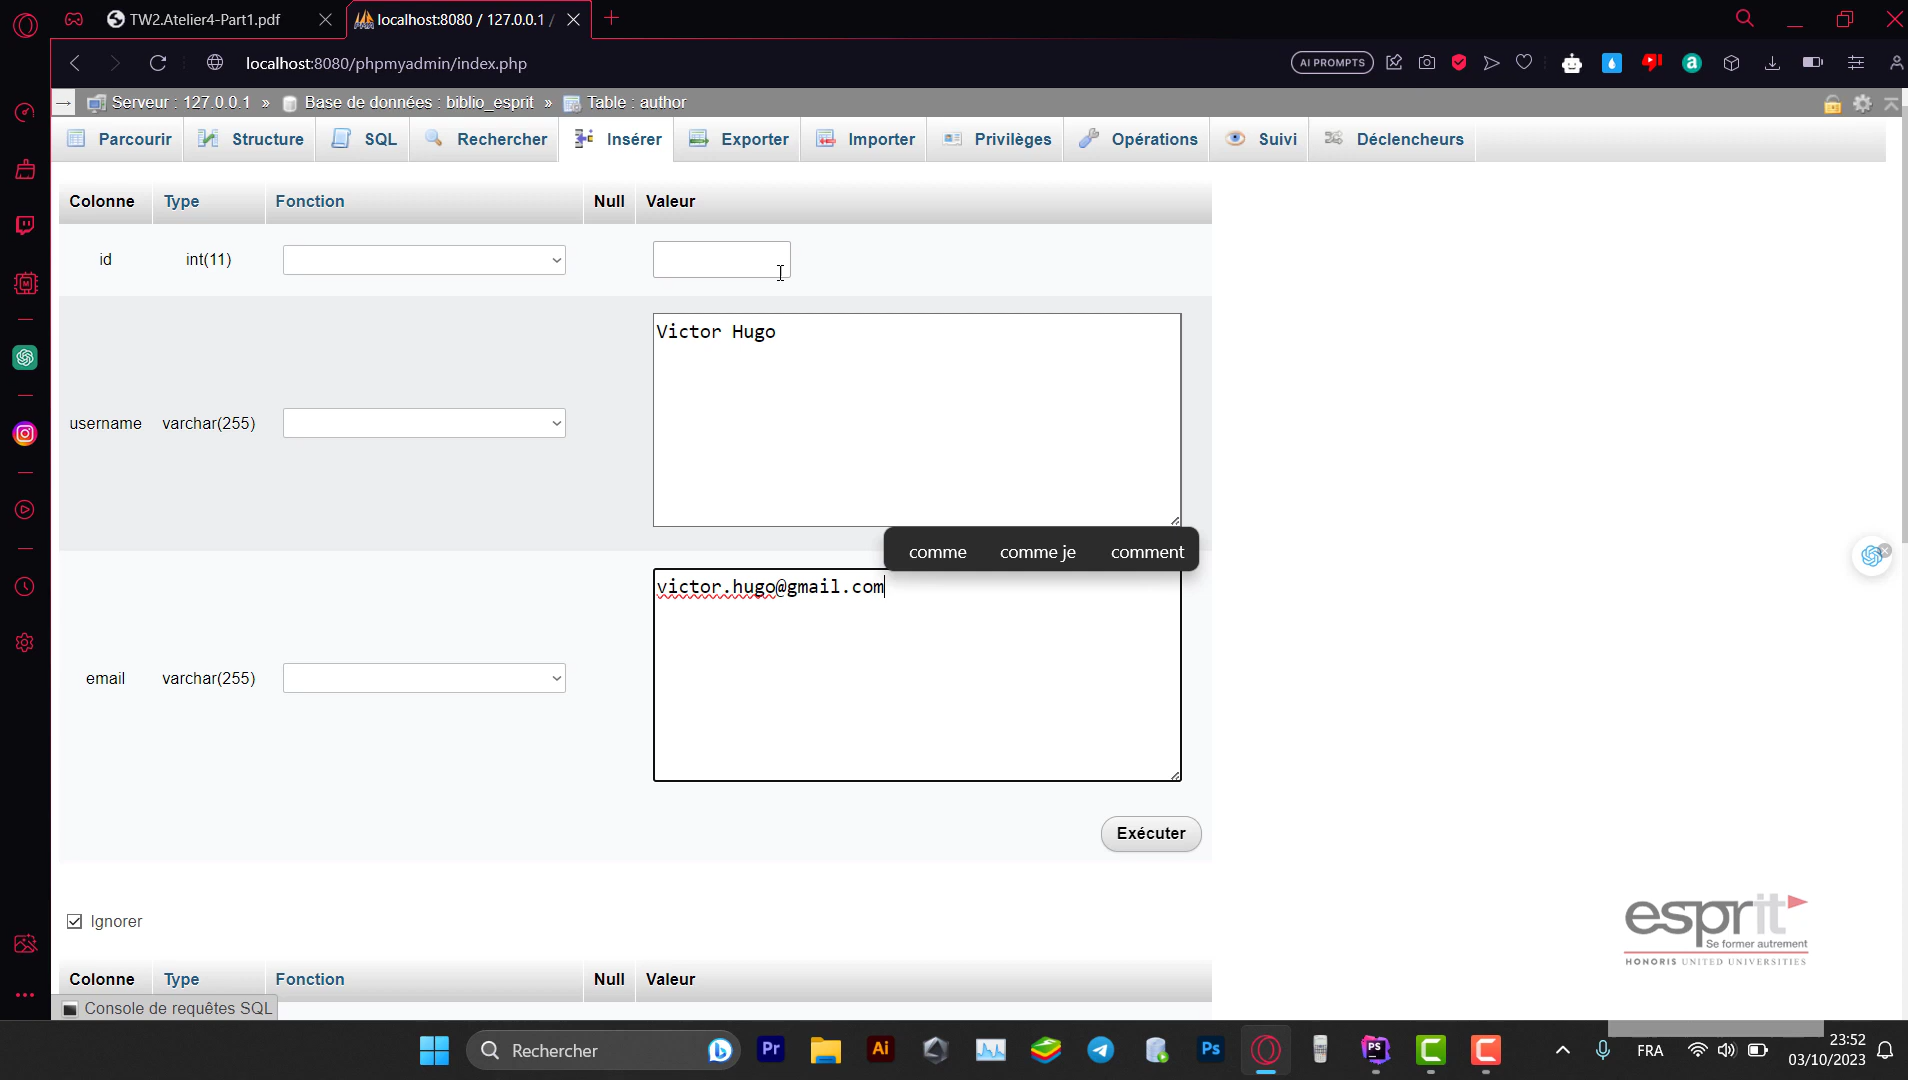 TW2.Atelier4-Part1.pdf
localhost:8080 / 127.0.0.1 /
localhost:8080/phpmyadmin/index.php
AI PROMPTS
Serveur : 127.0.0.1 » Base de données : biblio_esprit » Table : author
Parcourir Structure SQL Rechercher Insérer Exporter Importer Privilèges Opérations Suivi Déclencheurs
Colonne Type Fonction Null Valeur
id int(11)
username varchar(255) Victor Hugo
comme comme je comment
email varchar(255) victor.hugo@gmail.com
Exécuter
Ignorer
esprit
Se former autrement
HONORIS UNITED UNIVERSITIES
Colonne Type Fonction Null Valeur
Console de requêtes SQL
Rechercher
Pr
Ai
Ps
PS
C
C
FRA
23:52
03/10/2023